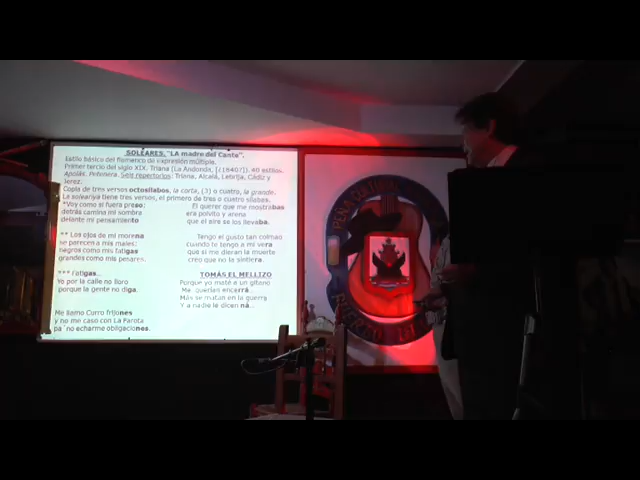 SOLEARES. "LA madre del Cante".
Estilo básico del flamenco de expresión múltiple.
Primer tercio del siglo XIX. Triana (La Andonda, [¿1840?]). 40 estilos.
Apolás. Petenera. Seis repertorios: Triana, Alcalá, Lebrija, Cádiz y
Jerez.
Copla de tres versos octosílabos, la corta, (3) o cuatro, la grande.
La soleariya tiene tres versos, el primero de tres o cuatro sílabas.
*Voy como si fuera preso:
detrás camina mi sombra
delante mi pensamiento
El querer que me mostrabas
era polvito y arena
que el aire se los llevaba.
** Los ojos de mi morena
se parecen a mis males:
negros como mis fatigas
grandes como mis pesares.
Tengo el gusto tan colmao
cuando te tengo a mi vera
que si me dieran la muerte
creo que no la sintiera.
*** Fatigas...
Yo por la calle no lloro
porque la gente no diga.
TOMÁS EL MELLIZO
Porque yo maté a un gitano
Me querías encerrá
Más se matan en la guerra
Y a nadie le dicen ná...
Me llamo Curro frijones
y no me caso con La Farota
pa´no echarme obligaciones.
PEÑA CULTURAL
PUERTO